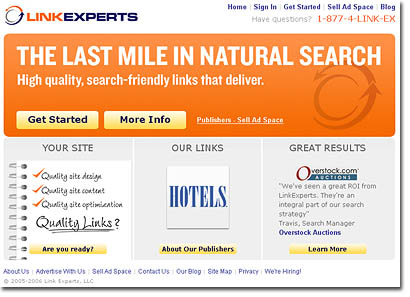 LINKEXPERTS
Home | Sign In | Get Started | Sell Ad Space | Blog
Have questions? 1-877-4-LINK-EX
THE LAST MILE IN NATURAL SEARCH
High quality, search-friendly links that deliver.
Get Started
More Info
Publishers - Sell Ad Space
YOUR SITE
Quality site design
Quality site content
Quality site optimization
Quality Links?
Are you ready?
OUR LINKS
HOTELS
About Our Publishers
GREAT RESULTS
Overstock.com
AUCTIONS
"We've seen a great ROI from
LinkExperts. They're an
integral part of our search
strategy"
Travis, Search Manager
Overstock Auctions
Learn More
About Us | Advertise With Us | Sell Ad Space | Contact Us | Our Blog | Site Map | Privacy | We're Hiring!
© 2005-2006 Link Experts, LLC